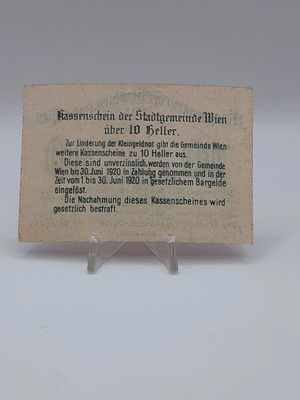 Kassenschein der Stadtgemeinde Wien
über 10 Heller.
Zur Linderung der Kleingeldnot gibt die Gemeinde Wien
weitere Kassenscheine zu 10 Heller aus.
Diese sind unverzinslich, werden von der Gemeinde
Wien bis 30. Juni 1920 in Zahlung genommen und in der
Zeit vom 1. bis 30. Juni 1920 in gesetzlichem Bargelde
eingelöst.
Die Nachahmung dieses Kassenscheines wird
gesetzlich bestraft.